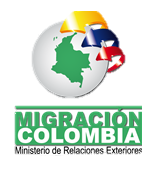 MIGRACIÓN
COLOMBIA
Ministerio de Relaciones Exteriores